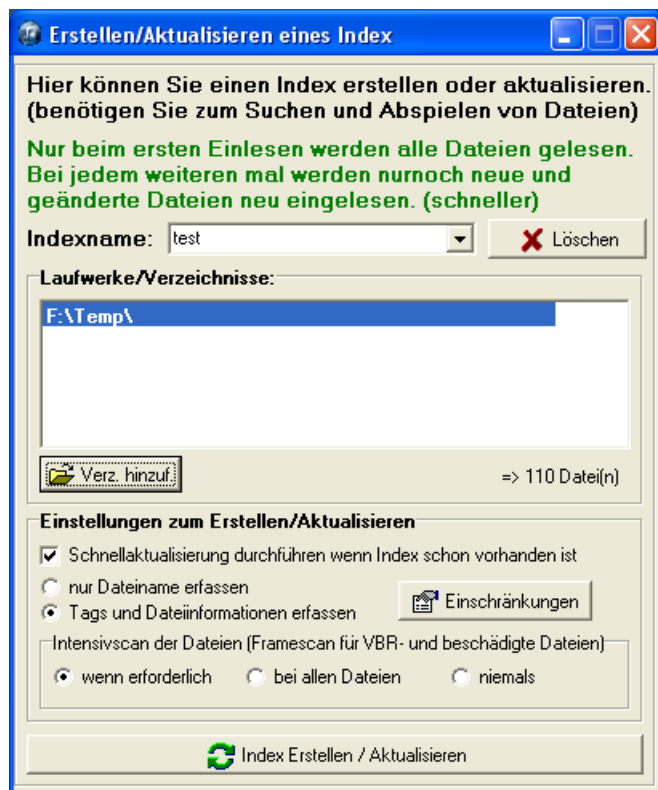 Erstellen/Aktualisieren eines Index
Hier können Sie einen Index erstellen oder aktualisieren.
(benötigen Sie zum Suchen und Abspielen von Dateien)
Nur beim ersten Einlesen werden alle Dateien gelesen.
Bei jedem weiteren mal werden nurnoch neue und
geänderte Dateien neu eingelesen. (schneller)
Indexname: test Löschen
Laufwerke/Verzeichnisse:
F:\Temp\
Verz. hinzuf. => 110 Datei(n)
Einstellungen zum Erstellen/Aktualisieren
Schnellaktualisierung durchführen wenn Index schon vorhanden ist
nur Dateiname erfassen
Tags und Dateiinformationen erfassen Einschränkungen
Intensivscan der Dateien (Framescan für VBR- und beschädigte Dateien)
wenn erforderlich bei allen Dateien niemals
Index Erstellen / Aktualisieren